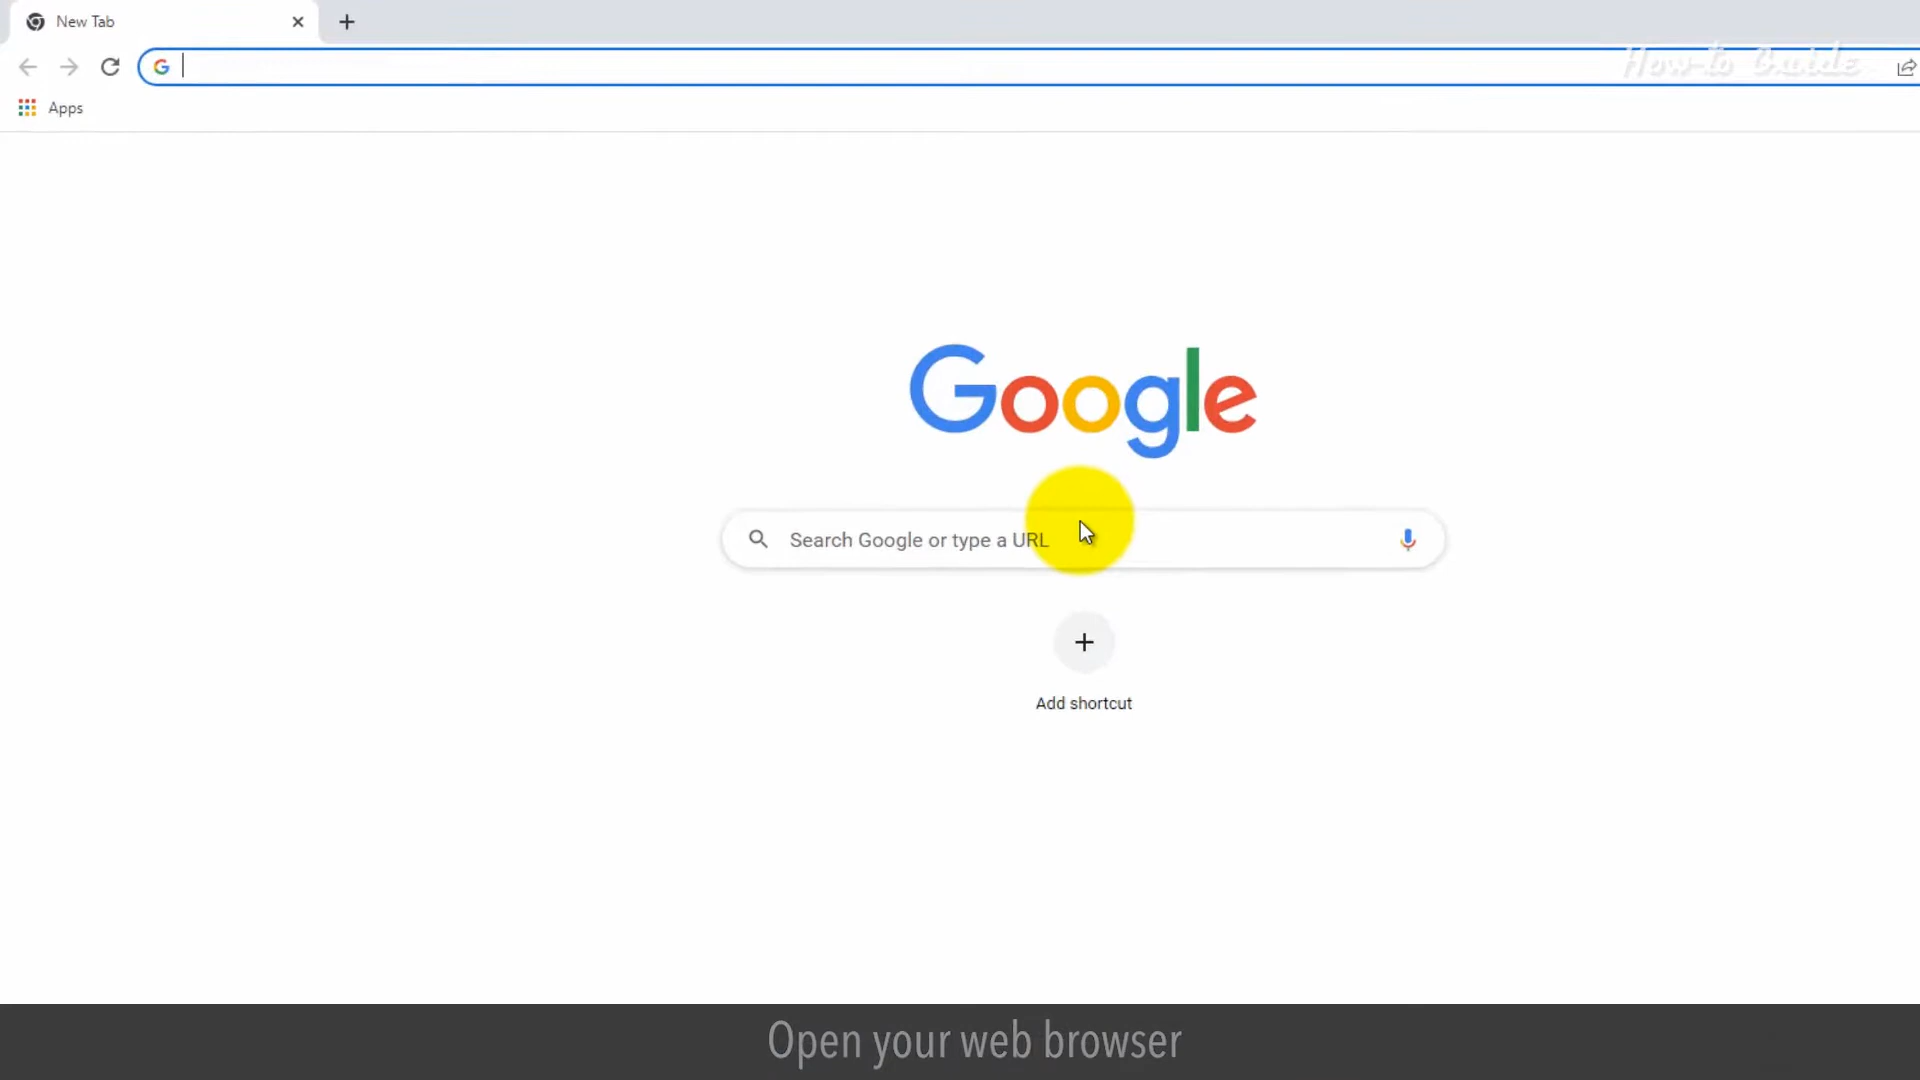 New Tab
How-to Guide
Apps
Google
Search Google or type a URL
Add shortcut
Open your web browser